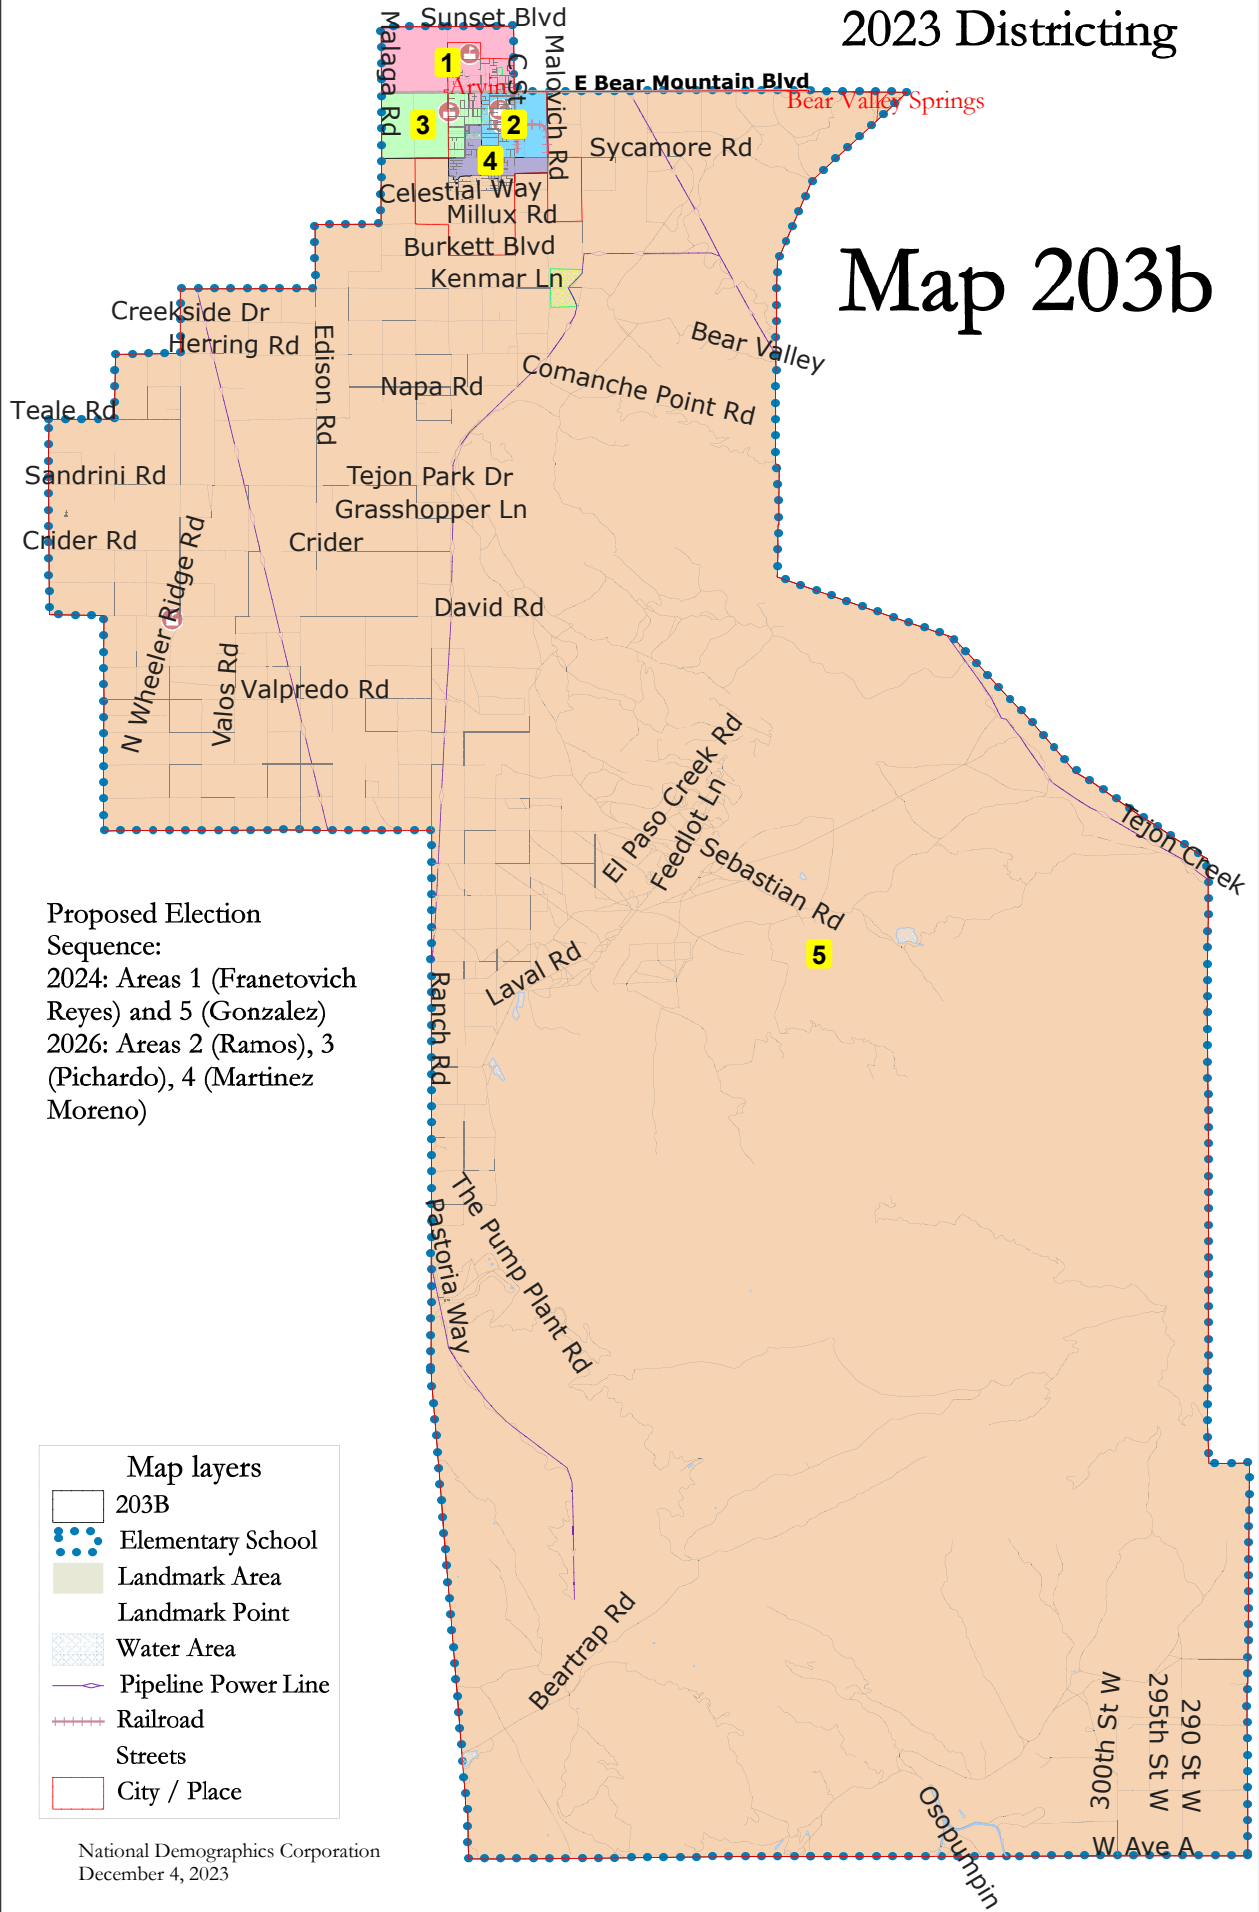 2023 Districting
Map 203b
Sunset Blvd
Malaga Rd
C St
Malovich Rd
E Bear Mountain Blvd
Bear Valley Springs
Arvin
1
2
3
4
Sycamore Rd
Celestial Way
Millux Rd
Burkett Blvd
Kenmar Ln
Creekside Dr
Herring Rd
Edison Rd
Bear Valley
Comanche Point Rd
Napa Rd
Teale Rd
Sandrini Rd
Tejon Park Dr
Grasshopper Ln
Crider Rd
Crider
N Wheeler Ridge Rd
David Rd
Valos Rd
Valpredo Rd
El Paso Creek Rd
Feedlot Ln
Sebastian Rd
Tejon Creek
5
Laval Rd
Ranch Rd
Proposed Election
Sequence:
2024: Areas 1 (Franetovich
Reyes) and 5 (Gonzalez)
2026: Areas 2 (Ramos), 3
(Pichardo), 4 (Martinez
Moreno)
The Pump Plant Rd
Pastoria Way
Beartrap Rd
300th St W
295th St W
290 St W
W Ave A
Osopumpin
Map layers
203B
Elementary School
Landmark Area
Landmark Point
Water Area
Pipeline Power Line
Railroad
Streets
City / Place
National Demographics Corporation
December 4, 2023